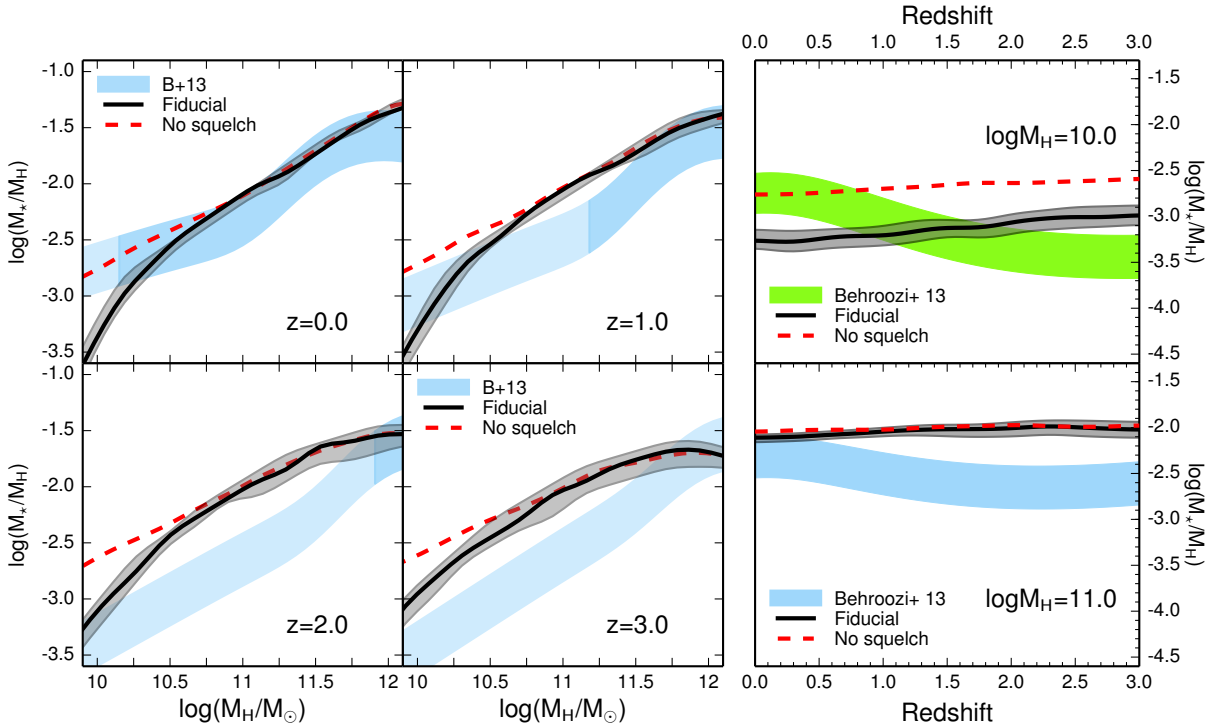 Redshift
0.0 0.5 1.0 1.5 2.0 2.5 3.0
-1.0
-1.5
-2.0
-2.5
-3.0
-3.5
log(M⋆/M_H)
B+13
Fiducial
No squelch
z=0.0
z=1.0
-1.5
-2.0
-2.5
-3.0
-3.5
-4.0
-4.5
log(M⋆/M_H)
logM_H=10.0
Behroozi+ 13
Fiducial
No squelch
-1.0
-1.5
-2.0
-2.5
-3.0
-3.5
log(M⋆/M_H)
z=2.0
B+13
Fiducial
No squelch
z=3.0
-1.5
-2.0
-2.5
-3.0
-3.5
-4.0
-4.5
log(M⋆/M_H)
logM_H=11.0
Behroozi+ 13
Fiducial
No squelch
10 10.5 11 11.5 12
10 10.5 11 11.5 12
0.0 0.5 1.0 1.5 2.0 2.5 3.0
log(M_H/M⊙)
log(M_H/M⊙)
Redshift